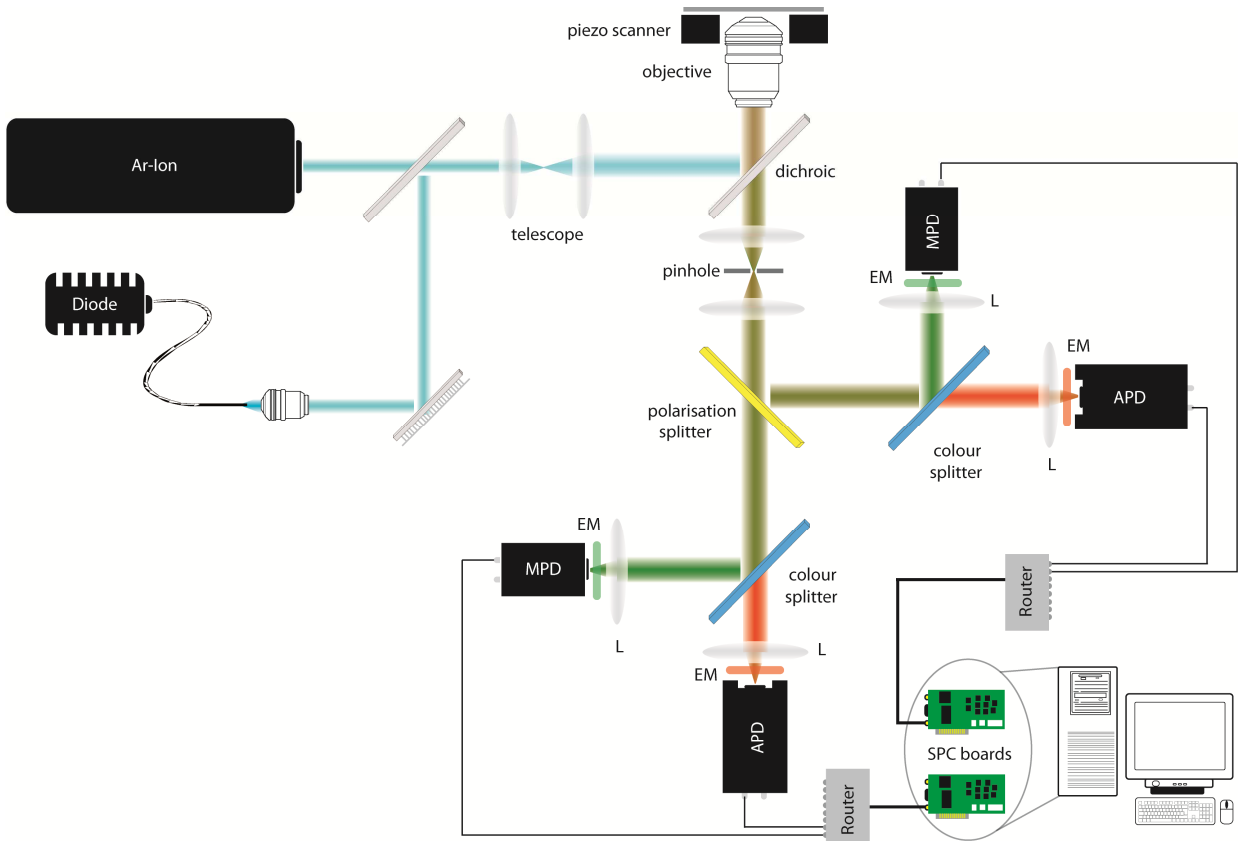 piezo scanner
objective
Ar-Ion
dichroic
telescope
MPD
pinhole
EM
L
Diode
EM
APD
polarisation
splitter
colour
splitter
L
EM
MPD
colour
splitter
Router
L
L
EM
APD
SPC boards
Router